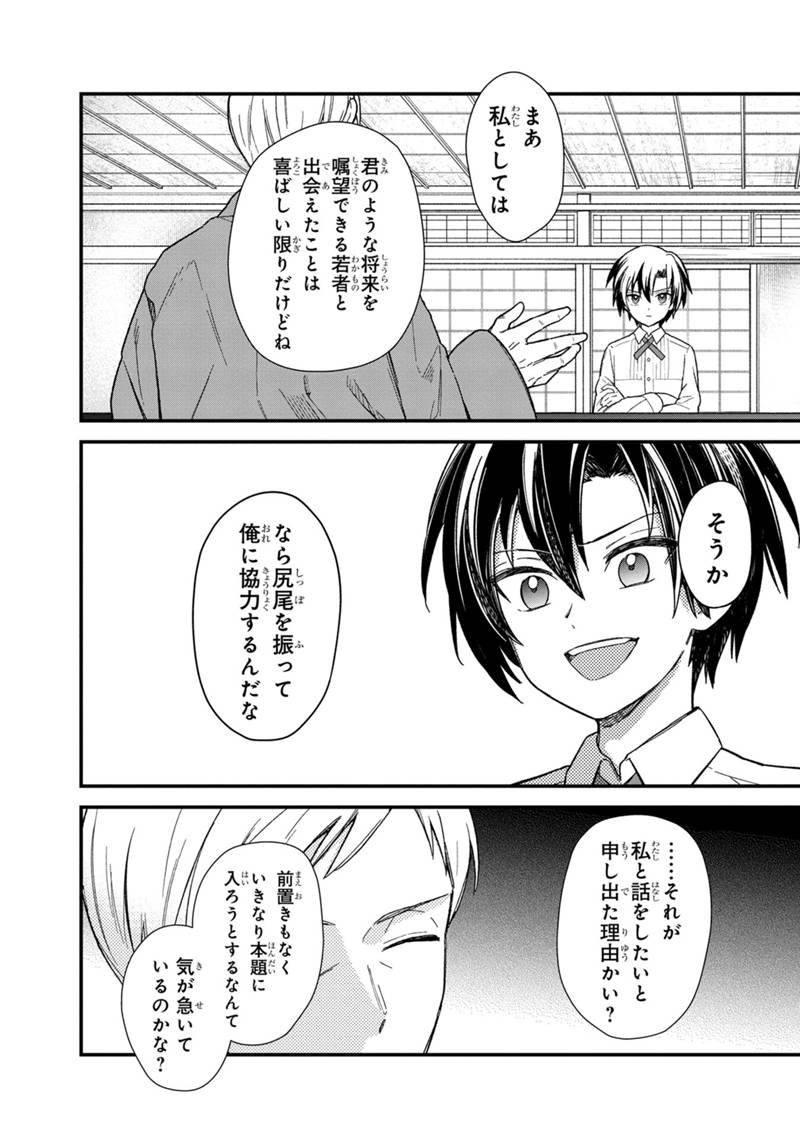 まあ
私としては
君のような将来を
嘱望できる若者と
出会えたことは
喜ばしい限りだけどね
そうか
なら尻尾を振って
俺に協力するんだな
……それが
私と話をしたいと
申し出た理由かい？
前置きもなく
いきなり本題に
入ろうとするなんて
気が急いて
いるのかな？